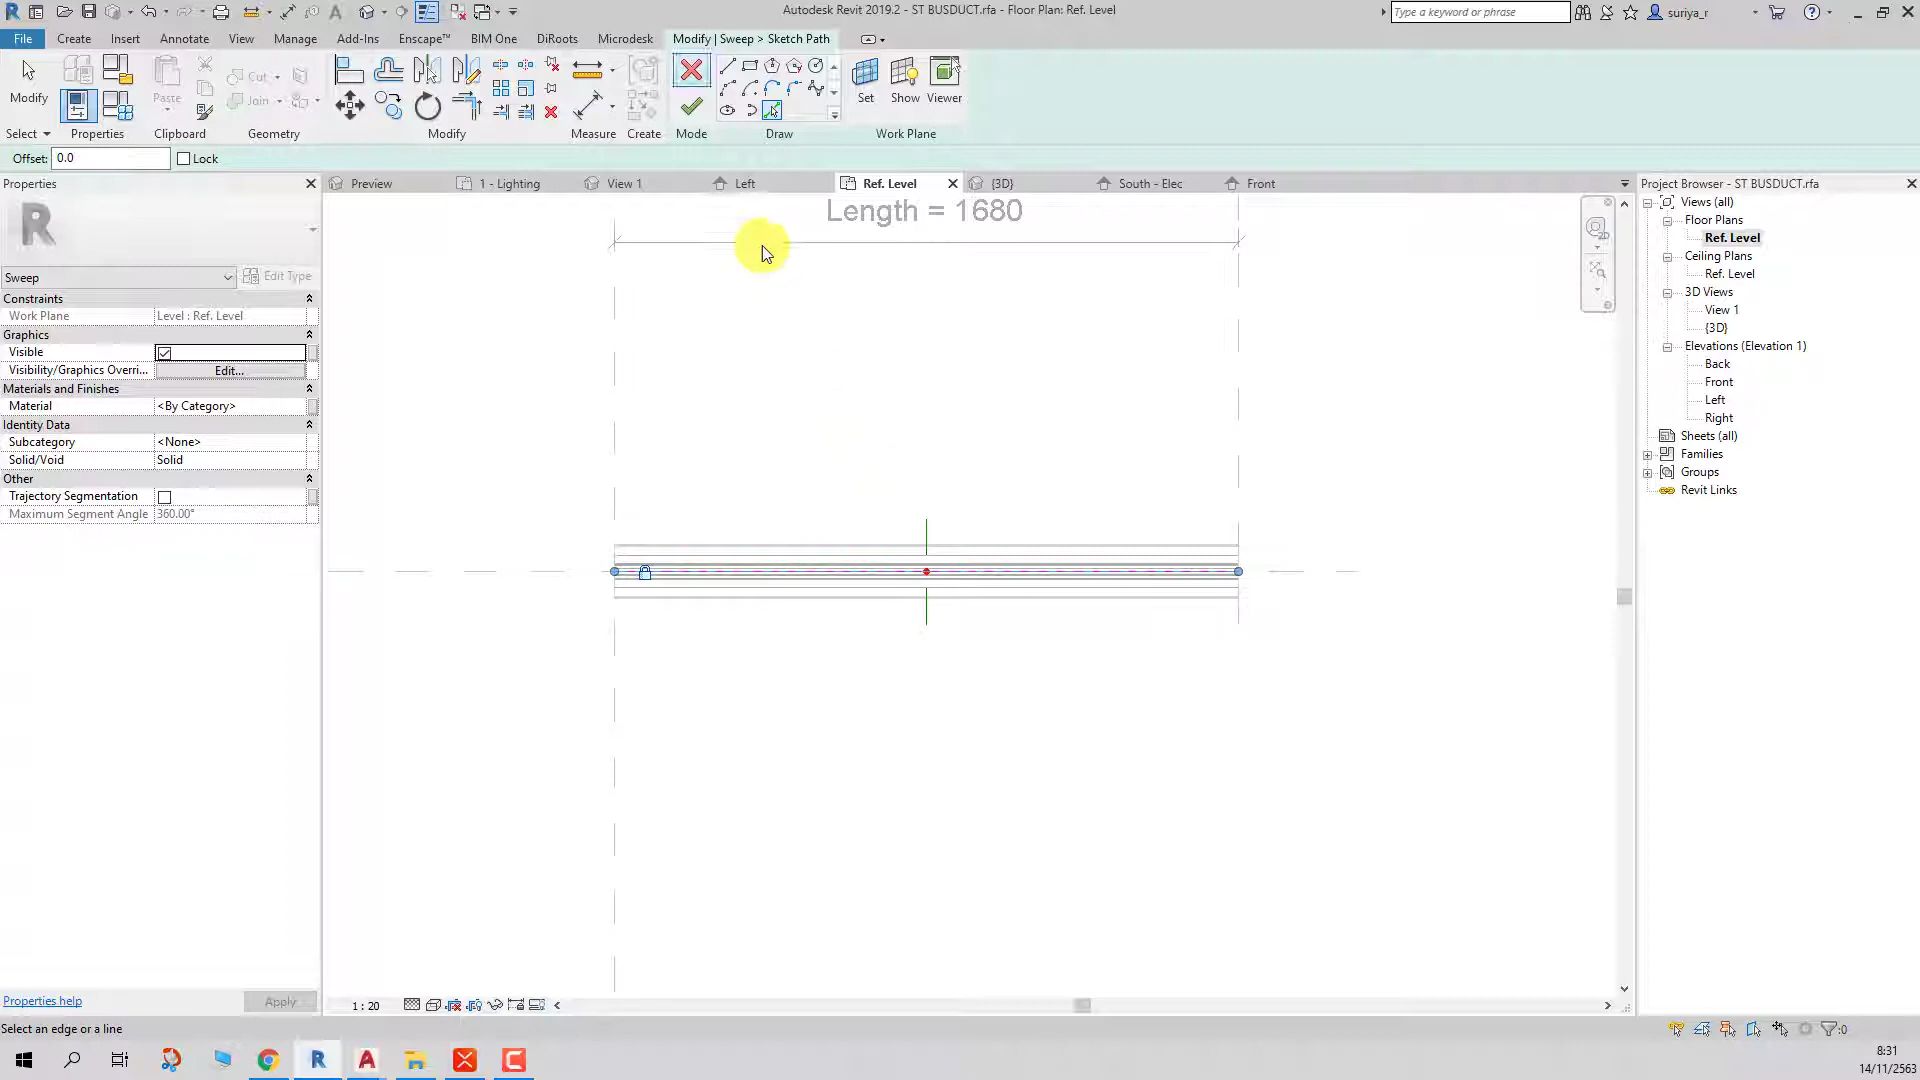 Autodesk Revit 2019.2 - ST BUSDUCT.rfa - Floor Plan: Ref. Level
Type a keyword or phrase
suriya_r
File
Create
Insert
Annotate
View
Manage
Add-Ins
Enscape™
BIM One
DiRoots
Microdesk
Modify | Sweep > Sketch Path
Modify
Paste
Cut
Join
Set
Show
Viewer
Select
Properties
Clipboard
Geometry
Modify
Measure
Create
Mode
Draw
Work Plane
Offset:
0.0
Lock
Properties
Preview
1 - Lighting
View 1
Left
Ref. Level
{3D}
South - Elec
Front
Project Browser - ST BUSDUCT.rfa
Views (all)
Floor Plans
Ref. Level
Ceiling Plans
Ref. Level
3D Views
View 1
{3D}
Elevations (Elevation 1)
Back
Front
Left
Right
Sheets (all)
Families
Groups
Revit Links
Sweep
Edit Type
Constraints
Work Plane
Level : Ref. Level
Graphics
Visible
Visibility/Graphics Overri...
Edit...
Materials and Finishes
Material
<By Category>
Identity Data
Subcategory
<None>
Solid/Void
Solid
Other
Trajectory Segmentation
Maximum Segment Angle
360.00°
Length = 1680
2D
Properties help
Apply
1 : 20
Select an edge or a line
:0
8:31
14/11/2563